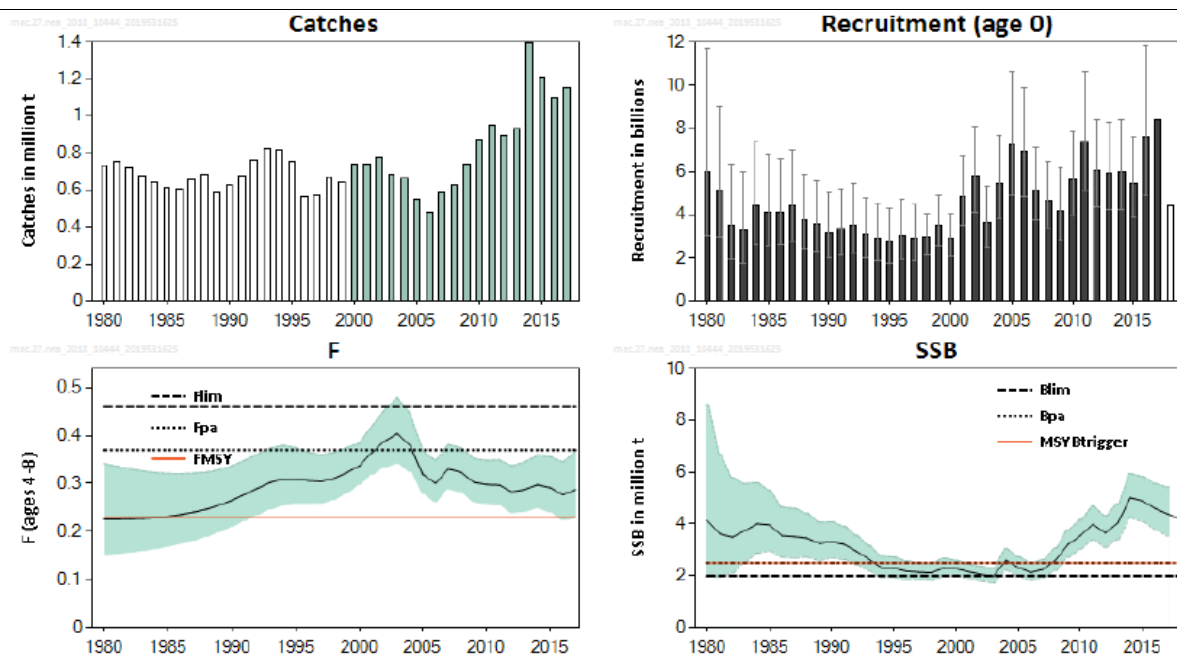 Catches
Catches in million t
1.4
1.2
1
0.8
0.6
0.4
0.2
0
1980 1985 1990 1995 2000 2005 2010 2015
Recruitment (age 0)
Recruitment in billions
12
10
8
6
4
2
0
1980 1985 1990 1995 2000 2005 2010 2015
F
F (ages 4-8)
0.5
0.4
0.3
0.2
0.1
0
Flim
Fpa
FMSY
1980 1985 1990 1995 2000 2005 2010 2015
SSB
SSB in million t
10
8
6
4
2
0
Blim
Bpa
MSY Btrigger
1980 1985 1990 1995 2000 2005 2010 2015